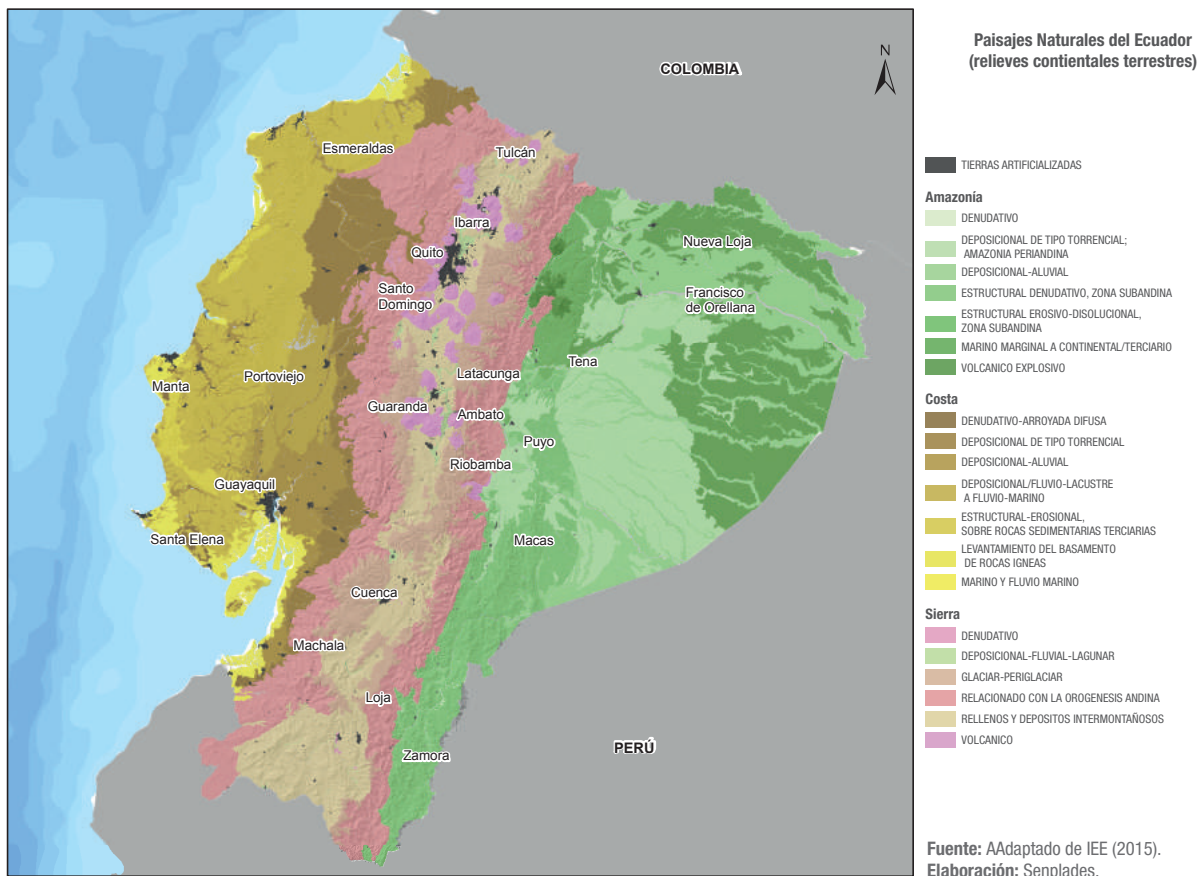 Paisajes Naturales del Ecuador
(relieves contientales terrestres)
N
COLOMBIA
Esmeraldas
Tulcán
Ibarra
Quito
Nueva Loja
Santo
Domingo
Francisco
de Orellana
Tena
Manta
Portoviejo
Latacunga
Guaranda
Ambato
Puyo
Riobamba
Guayaquil
Santa Elena
Macas
Cuenca
Machala
Loja
Zamora
PERÚ
TIERRAS ARTIFICIALIZADAS
Amazonía
DENUDATIVO
DEPOSICIONAL DE TIPO TORRENCIAL;
AMAZONIA PERIANDINA
DEPOSICIONAL-ALUVIAL
ESTRUCTURAL DENUDATIVO, ZONA SUBANDINA
ESTRUCTURAL EROSIVO-DISOLUCIONAL,
ZONA SUBANDINA
MARINO MARGINAL A CONTINENTAL/TERCIARIO
VOLCANICO EXPLOSIVO
Costa
DENUDATIVO-ARROYADA DIFUSA
DEPOSICIONAL DE TIPO TORRENCIAL
DEPOSICIONAL-ALUVIAL
DEPOSICIONAL/FLUVIO-LACUSTRE
A FLUVIO-MARINO
ESTRUCTURAL-EROSIONAL,
SOBRE ROCAS SEDIMENTARIAS TERCIARIAS
LEVANTAMIENTO DEL BASAMENTO
DE ROCAS IGNEAS
MARINO Y FLUVIO MARINO
Sierra
DENUDATIVO
DEPOSICIONAL-FLUVIAL-LAGUNAR
GLACIAR-PERIGLACIAR
RELACIONADO CON LA OROGENESIS ANDINA
RELLENOS Y DEPOSITOS INTERMONTAÑOSOS
VOLCANICO
Fuente: AAdaptado de IEE (2015).
Elaboración: Senplades.